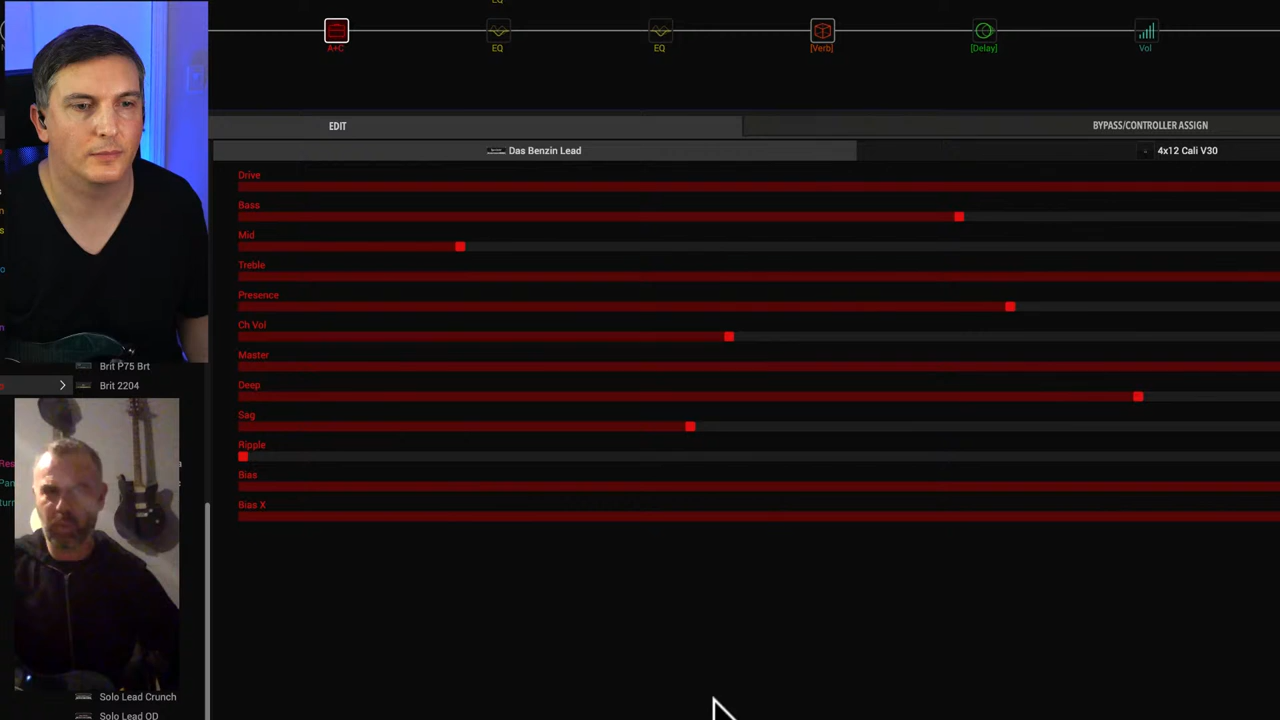 EQ
A+C
EQ
EQ
[Verb]
[Delay]
Vol
EDIT
BYPASS/CONTROLLER ASSIGN
Das Benzin Lead
4x12 Cali V30
Drive
Bass
Mid
Treble
Presence
Ch Vol
Master
Deep
Sag
Ripple
Bias
Bias X
Brit P75 Brt
Brit 2204
Solo Lead Crunch
Solo Lead OD